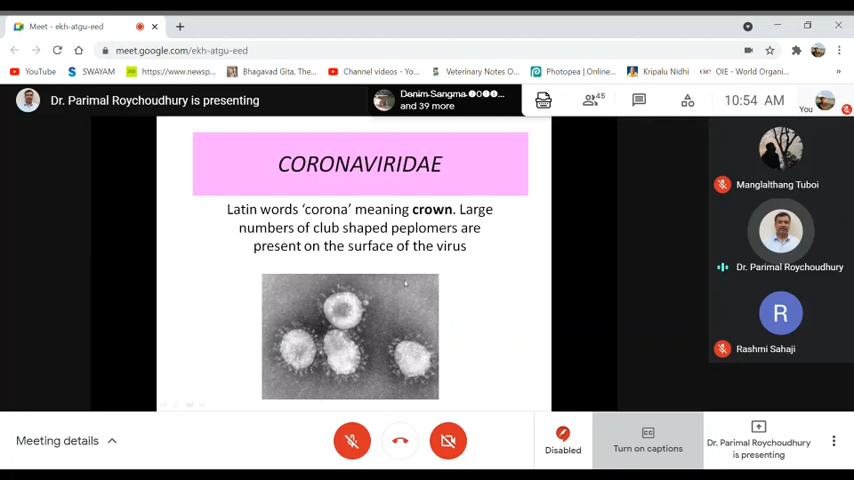 Meet - ekh-atgu-eed
meet.google.com/ekh-atgu-eed
YouTube
SWAYAM
https://www.newsp...
Bhagavad Gita, The...
Channel videos - Yo...
Veterinary Notes O...
Photopea | Online...
Kripalu Nidhi
OIE - World Organi...
Dr. Parimal Roychoudhury is presenting
and 39 more
45
10:54 AM
You
CORONAVIRIDAE
Latin words ‘corona’ meaning crown. Large
numbers of club shaped peplomers are
present on the surface of the virus
Manglalthang Tuboi
Dr. Parimal Roychoudhury
R
Rashmi Sahaji
Meeting details
Disabled
CC
Turn on captions
Dr. Parimal Roychoudhury
is presenting